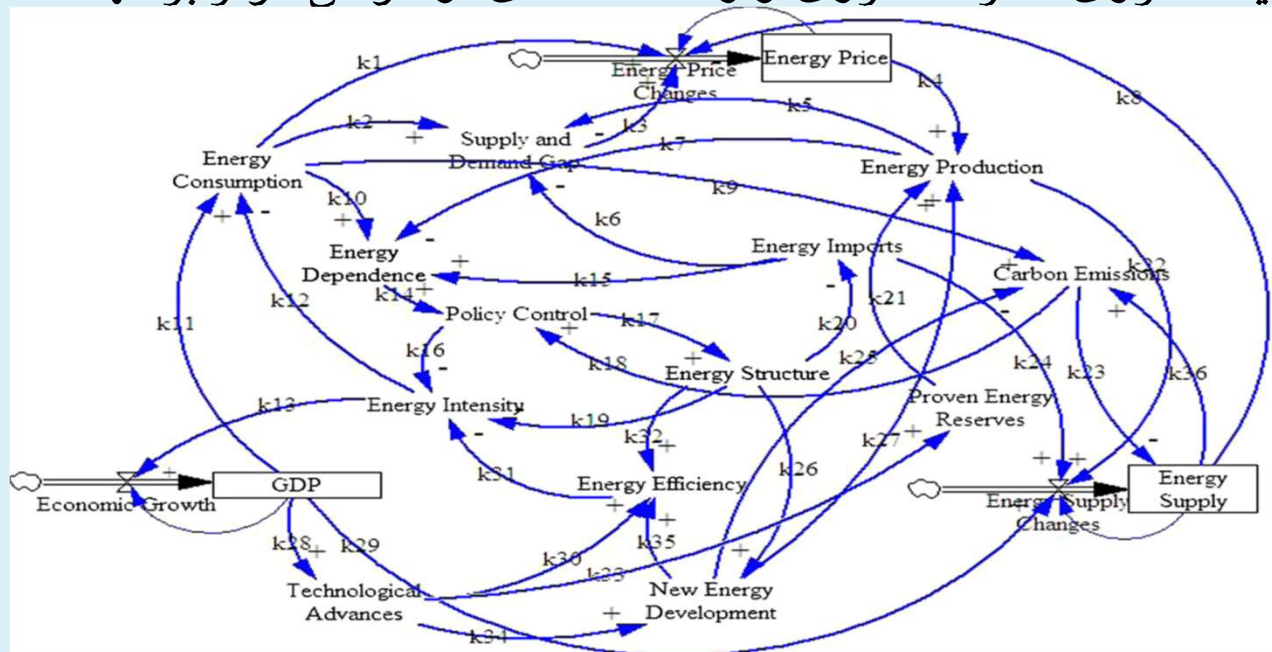 k1
Energy Price
Energy Price
Changes
k4
k8
k2
k5
k3
k7
Supply and
Demand Gap
Energy
Consumption
Energy Production
k9
k10
k6
Energy Imports
Energy
Dependence
k15
k14
Carbon Emissions
k22
Policy Control
k17
k12
k11
k21
k20
k16
k18
Energy Structure
k25
k24
k23
k36
k13
Energy Intensity
k19
Proven Energy
Reserves
k32
k27
k31
k26
GDP
Economic Growth
Energy Efficiency
Energy
Supply
Energy Supply
Changes
k28
k29
k30
k35
k33
Technological
Advances
New Energy
Development
k34